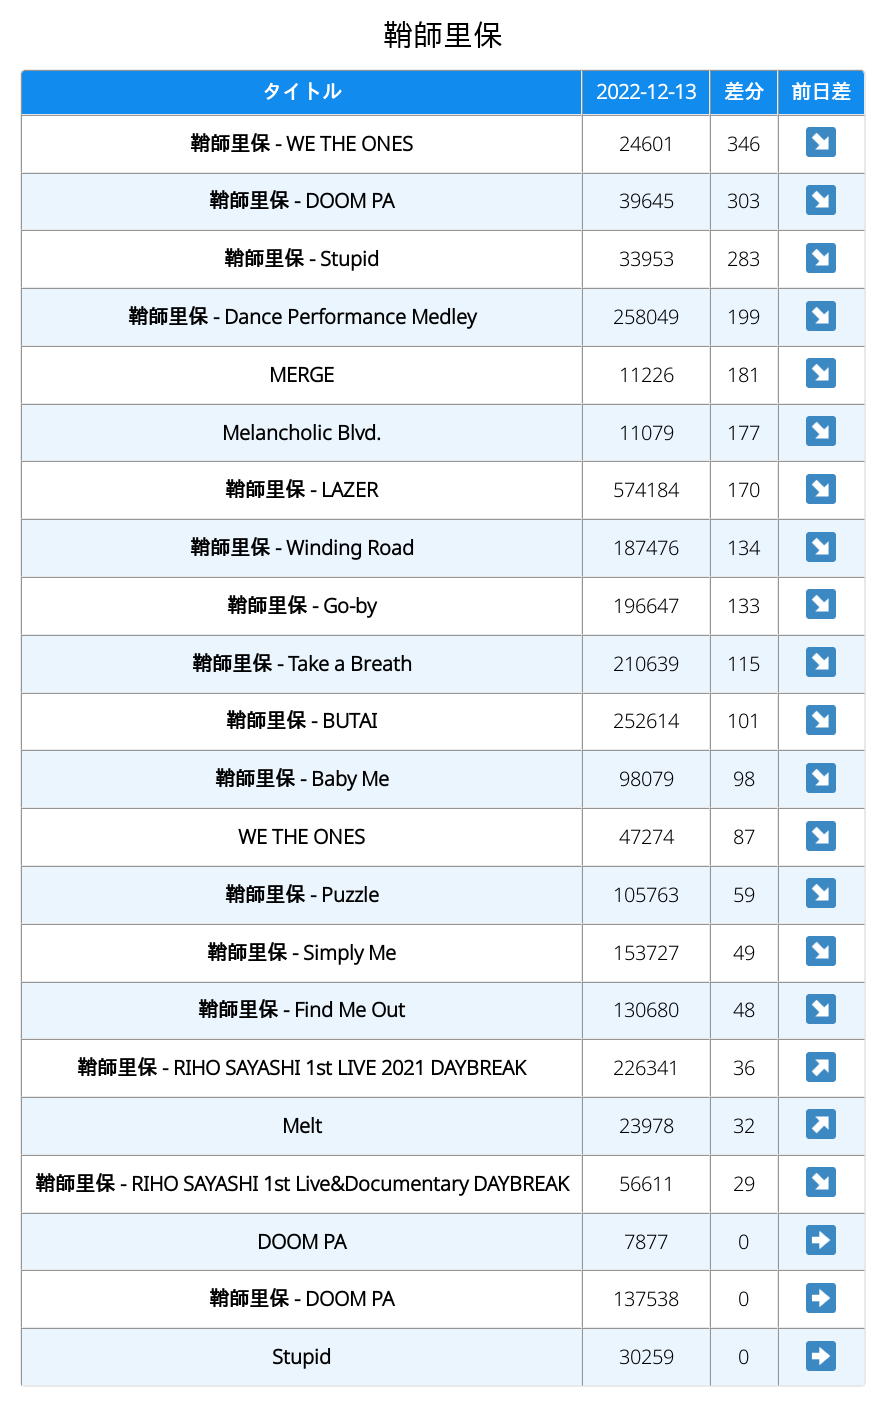 鞘師里保
タイトル 2022-12-13 差分 前日差
鞘師里保 - WE THE ONES 24601 346 ↘
鞘師里保 - DOOM PA 39645 303 ↘
鞘師里保 - Stupid 33953 283 ↘
鞘師里保 - Dance Performance Medley 258049 199 ↘
MERGE 11226 181 ↘
Melancholic Blvd. 11079 177 ↘
鞘師里保 - LAZER 574184 170 ↘
鞘師里保 - Winding Road 187476 134 ↘
鞘師里保 - Go-by 196647 133 ↘
鞘師里保 - Take a Breath 210639 115 ↘
鞘師里保 - BUTAI 252614 101 ↘
鞘師里保 - Baby Me 98079 98 ↘
WE THE ONES 47274 87 ↘
鞘師里保 - Puzzle 105763 59 ↘
鞘師里保 - Simply Me 153727 49 ↘
鞘師里保 - Find Me Out 130680 48 ↘
鞘師里保 - RIHO SAYASHI 1st LIVE 2021 DAYBREAK 226341 36 ↗
Melt 23978 32 ↗
鞘師里保 - RIHO SAYASHI 1st Live&Documentary DAYBREAK 56611 29 ↘
DOOM PA 7877 0 ➡
鞘師里保 - DOOM PA 137538 0 ➡
Stupid 30259 0 ➡